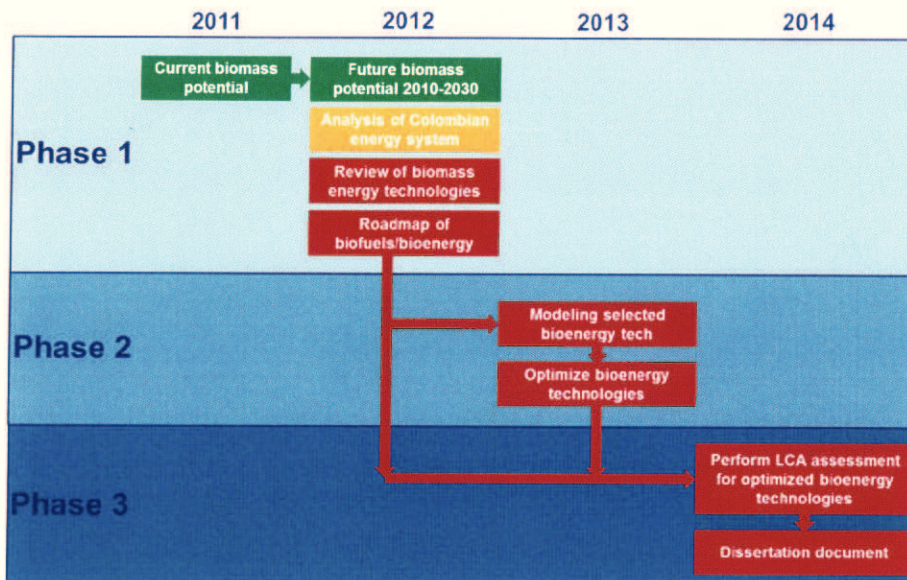 2011 2012 2013 2014
Phase 1
Current biomass
potential
Future biomass
potential 2010-2030
Analysis of Colombian
energy system
Review of biomass
energy technologies
Roadmap of
biofuels/bioenergy
Phase 2
Modeling selected
bioenergy tech
Optimize bioenergy
technologies
Phase 3
Perform LCA assessment
for optimized bioenergy
technologies
Dissertation document